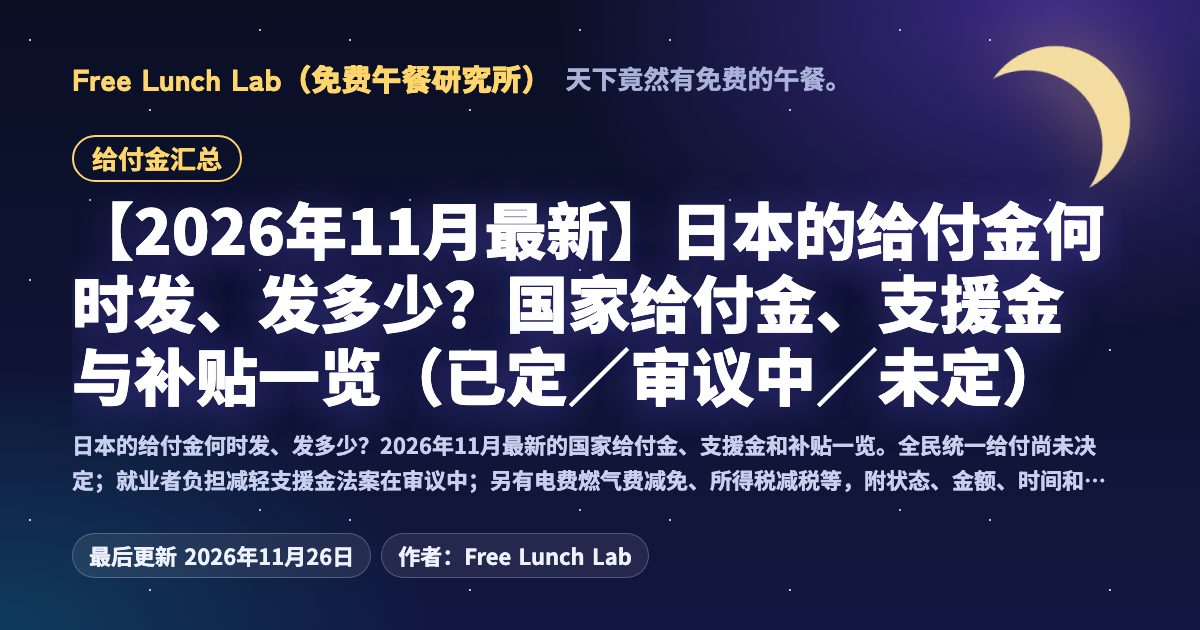 Free Lunch Lab（免费午餐研究所） 天下竟然有免费的午餐。
给付金汇总
【2026年11月最新】日本的给付金何
时发、发多少？国家给付金、支援金
与补贴一览（已定／审议中／未定）
日本的给付金何时发、发多少？2026年11月最新的国家给付金、支援金和补贴一览。全民统一给付尚未决
定；就业者负担减轻支援金法案在审议中；另有电费燃气费减免、所得税减税等，附状态、金额、时间和…
最后更新 2026年11月26日 作者：Free Lunch Lab